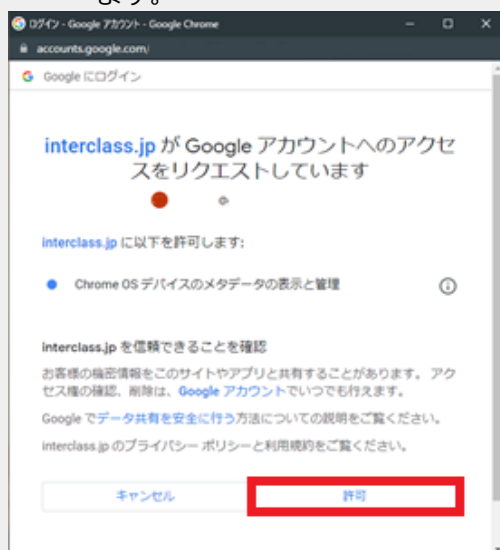 ます。
ログイン - Google アカウント - Google Chrome
accounts.google.com/
Google にログイン
interclass.jp が Google アカウントへのアクセ
スをリクエストしています
interclass.jp に以下を許可します:
Chrome OS デバイスのメタデータの表示と管理
interclass.jp を信頼できることを確認
お客様の機密情報をこのサイトやアプリと共有することがあります。 アク
セス権の確認、削除は、Google アカウントでいつでも行えます。
Google でデータ共有を安全に行う方法についての説明をご覧ください。
interclass.jp のプライバシー ポリシーと利用規約をご覧ください。
キャンセル
許可